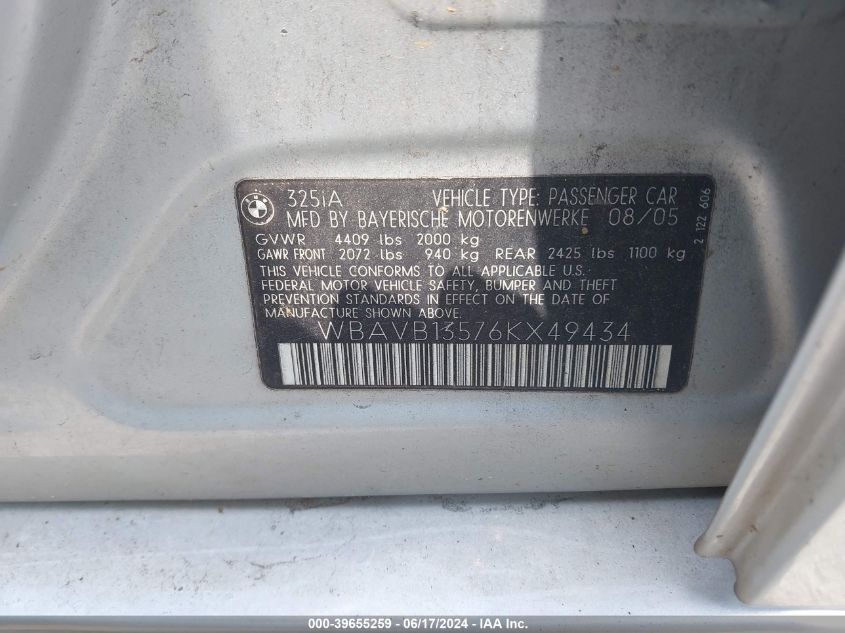 BMW
325iA VEHICLE TYPE: PASSENGER CAR
MFD BY BAYERISCHE MOTORENWERKE 08/05
GVWR 4409 lbs 2000 kg
GAWR FRONT 2072 lbs 940 kg REAR 2425 lbs 1100 kg
THIS VEHICLE CONFORMS TO ALL APPLICABLE U.S.
FEDERAL MOTOR VEHICLE SAFETY, BUMPER AND THEFT
PREVENTION STANDARDS IN EFFECT ON THE DATE OF
MANUFACTURE SHOWN ABOVE.
WBAVB13576KX49434
2 122 606
000-39655259 - 06/17/2024 - IAA Inc.